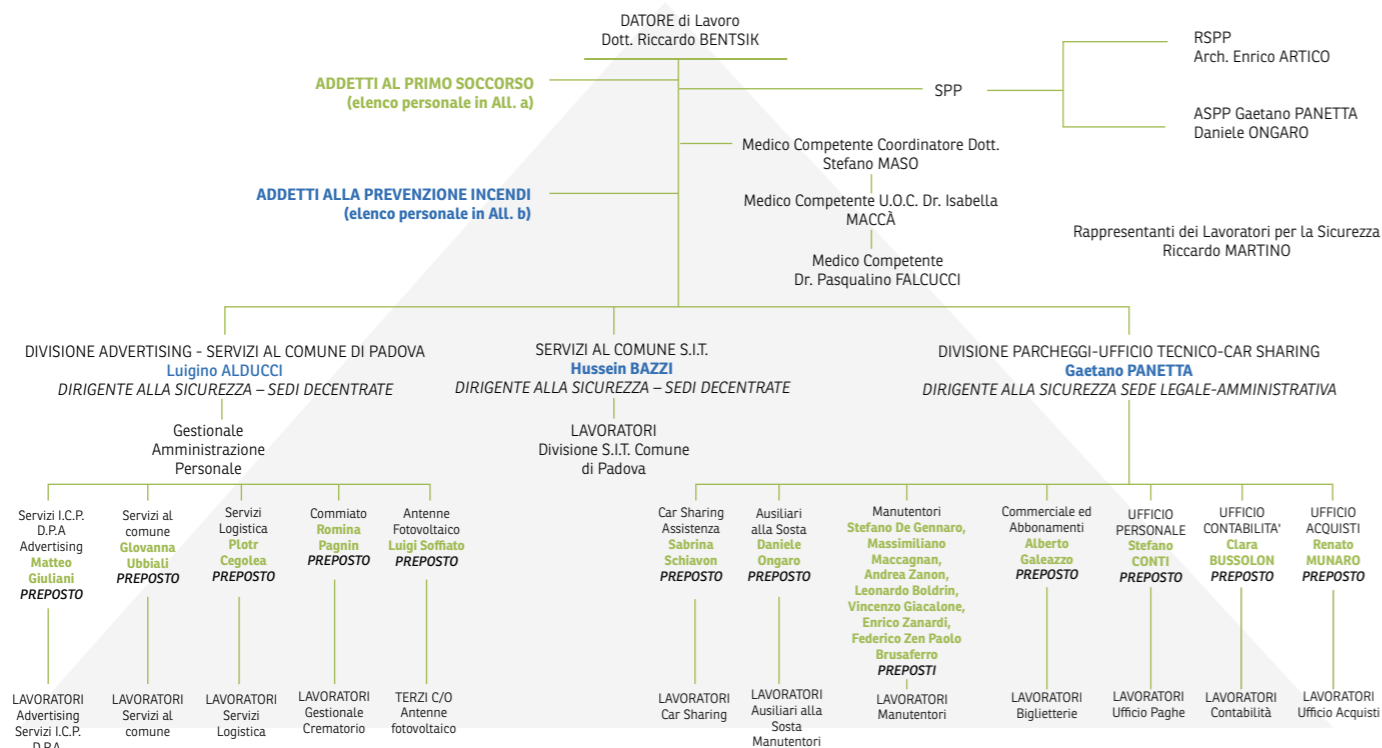 DATORE di Lavoro
Dott. Riccardo BENTSIK
RSPP
Arch. Enrico ARTICO
ADDETTI AL PRIMO SOCCORSO
(elenco personale in All. a)
SPP
ASPP Gaetano PANETTA
Daniele ONGARO
Medico Competente Coordinatore Dott.
Stefano MASO
ADDETTI ALLA PREVENZIONE INCENDI
(elenco personale in All. b)
Medico Competente U.O.C. Dr. Isabella
MACCÀ
Rappresentanti dei Lavoratori per la Sicurezza
Riccardo MARTINO
Medico Competente
Dr. Pasqualino FALCUCCI
DIVISIONE ADVERTISING - SERVIZI AL COMUNE DI PADOVA
Luigino ALDUCCI
DIRIGENTE ALLA SICUREZZA – SEDI DECENTRATE
SERVIZI AL COMUNE S.I.T.
Hussein BAZZI
DIRIGENTE ALLA SICUREZZA – SEDI DECENTRATE
DIVISIONE PARCHEGGI-UFFICIO TECNICO-CAR SHARING
Gaetano PANETTA
DIRIGENTE ALLA SICUREZZA SEDE LEGALE-AMMINISTRATIVA
Gestionale
Amministrazione
Personale
LAVORATORI
Divisione S.I.T. Comune
di Padova
Servizi I.C.P.
D.P.A
Advertising
Matteo
Giuliani
PREPOSTO
Servizi al
comune
GIovanna
Ubbiali
PREPOSTO
Servizi
Logistica
PIotr
Cegolea
PREPOSTO
Commiato
Romina
Pagnin
PREPOSTO
Antenne
Fotovoltaico
Luigi Soffiato
PREPOSTO
Car Sharing
Assistenza
Sabrina
Schiavon
PREPOSTO
Ausiliari
alla Sosta
Daniele
Ongaro
PREPOSTO
Manutentori
Stefano De Gennaro,
Massimiliano
Maccagnan,
Andrea Zanon,
Leonardo Boldrin,
Vincenzo Giacalone,
Enrico Zanardi,
Federico Zen Paolo
Brusaferro
PREPOSTI
Commerciale ed
Abbonamenti
Alberto
Galeazzo
PREPOSTO
UFFICIO
PERSONALE
Stefano
CONTI
PREPOSTO
UFFICIO
CONTABILITA'
Clara
BUSSOLON
PREPOSTO
UFFICIO
ACQUISTI
Renato
MUNARO
PREPOSTO
LAVORATORI
Advertising
Servizi I.C.P.
D.P.A.
LAVORATORI
Servizi al
comune
LAVORATORI
Servizi
Logistica
LAVORATORI
Gestionale
Crematorio
TERZI C/O
Antenne
fotovoltaico
LAVORATORI
Car Sharing
LAVORATORI
Ausiliari alla
Sosta
Manutentori
LAVORATORI
Manutentori
LAVORATORI
Biglietterie
LAVORATORI
Ufficio Paghe
LAVORATORI
Contabilità
LAVORATORI
Ufficio Acquisti